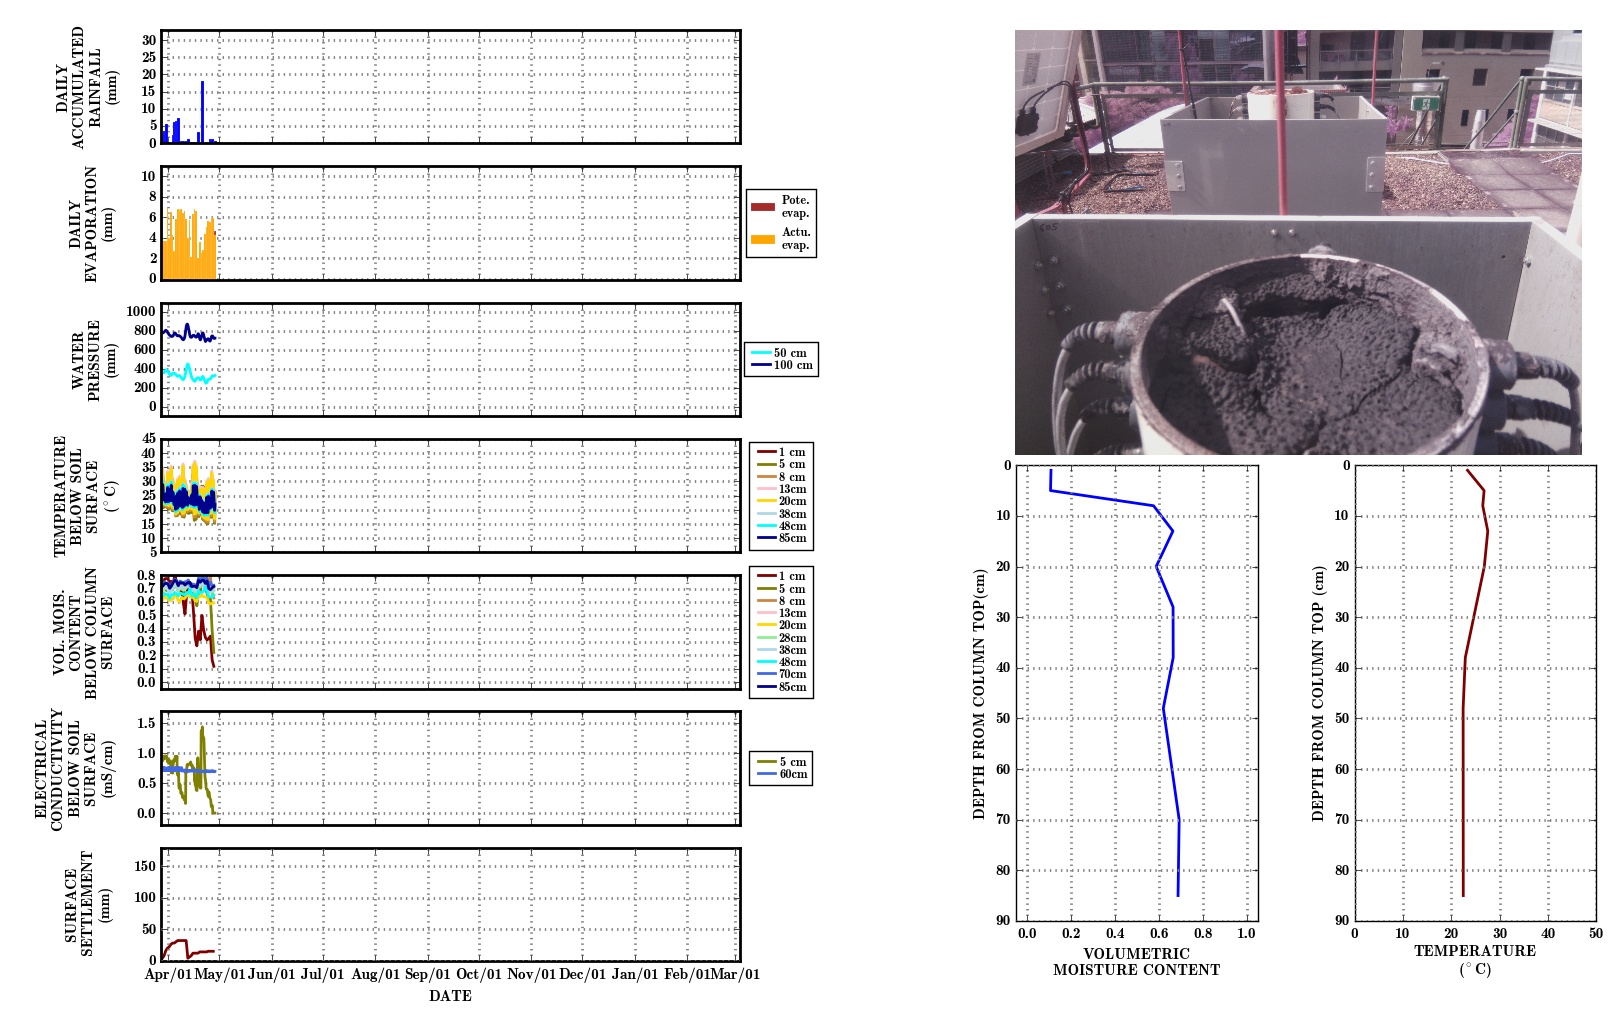 DAILY
ACCUMULATED
RAINFALL
(mm)
30
25
20
15
10
5
0
DAILY
EVAPORATION
(mm)
10
8
6
4
2
0
Pote.
evap.
Actu.
evap.
WATER
PRESSURE
(mm)
1000
800
600
400
200
0
50 cm
100 cm
TEMPERATURE
BELOW SOIL
SURFACE
(°C)
45
40
35
30
25
20
15
10
5
1 cm
5 cm
8 cm
13cm
20cm
38cm
48cm
85cm
VOL. MOIS.
CONTENT
BELOW COLUMN
SURFACE
0.8
0.7
0.6
0.5
0.4
0.3
0.2
0.1
0.0
1 cm
5 cm
8 cm
13cm
20cm
28cm
38cm
48cm
70cm
85cm
ELECTRICAL
CONDUCTIVITY
BELOW SOIL
SURFACE
(mS/cm)
1.5
1.0
0.5
0.0
5 cm
60cm
SURFACE
SETTLEMENT
(mm)
150
100
50
0
Apr/01 May/01 Jun/01 Jul/01 Aug/01 Sep/01 Oct/01 Nov/01 Dec/01 Jan/01 Feb/01 Mar/01
DATE
DEPTH FROM COLUMN TOP(cm)
0
10
20
30
40
50
60
70
80
90
0.0 0.2 0.4 0.6 0.8 1.0
VOLUMETRIC
MOISTURE CONTENT
DEPTH FROM COLUMN TOP (cm)
0
10
20
30
40
50
60
70
80
90
0 10 20 30 40 50
TEMPERATURE
(°C)